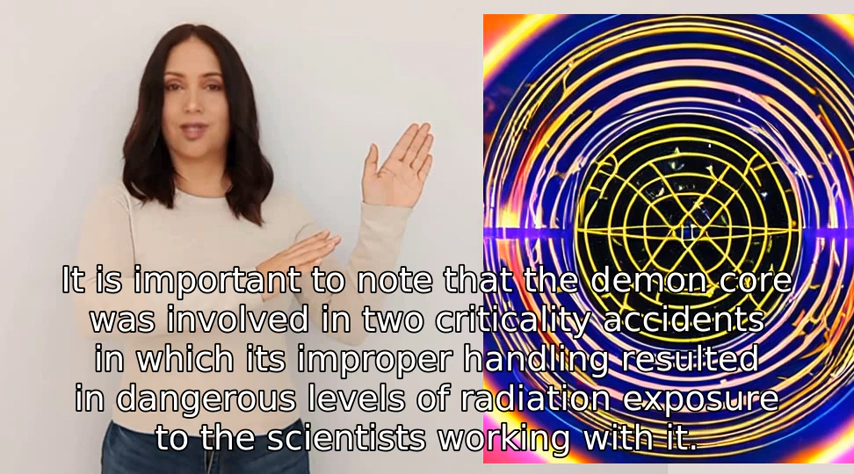 It is important to note that the demon core
was involved in two criticality accidents
in which its improper handling resulted
in dangerous levels of radiation exposure
to the scientists working with it.